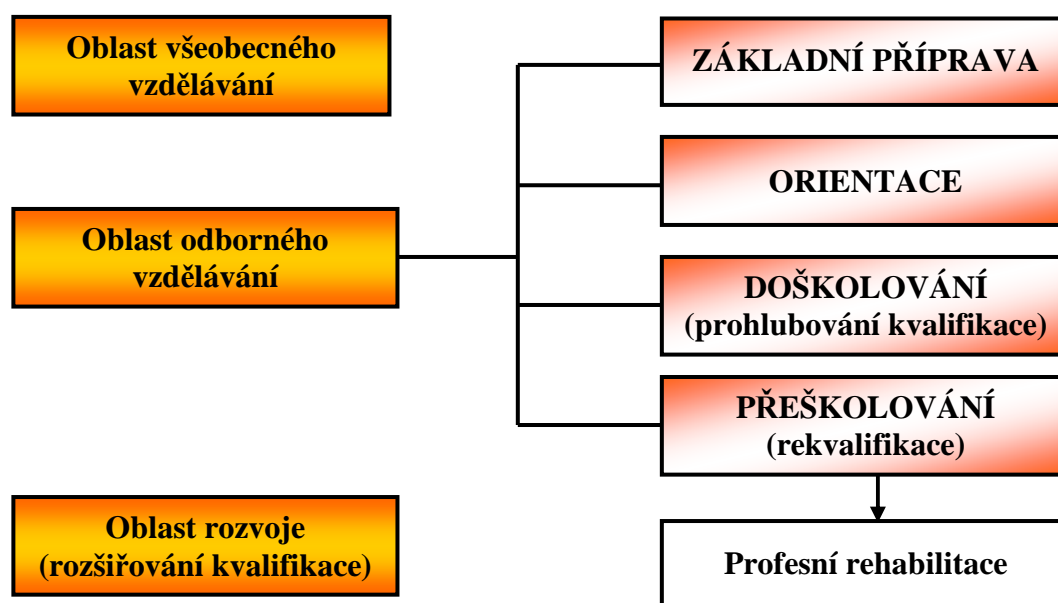 Oblast všeobecného
vzdělávání
Oblast odborného
vzdělávání
Oblast rozvoje
(rozšiřování kvalifikace)
ZÁKLADNÍ PŘÍPRAVA
ORIENTACE
DOŠKOLOVÁNÍ
(prohlubování kvalifikace)
PŘEŠKOLOVÁNÍ
(rekvalifikace)
Profesní rehabilitace